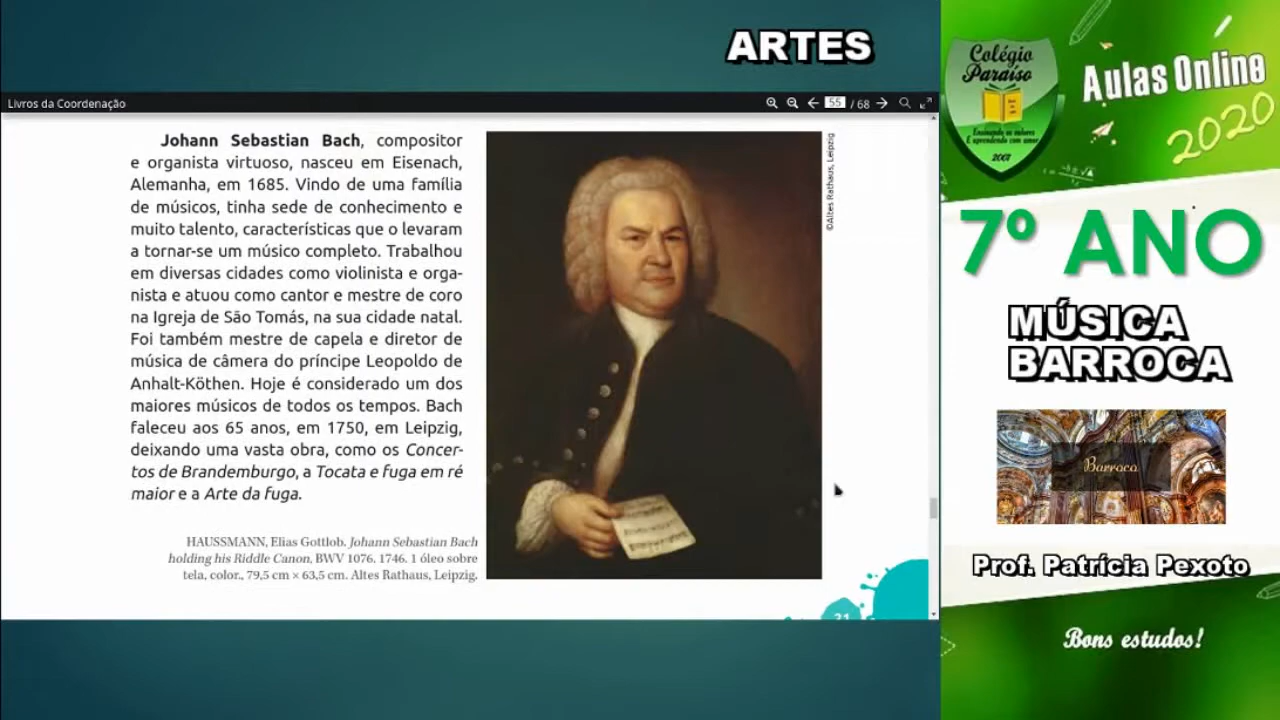 ARTES
Livros da Coordenação
55 / 68
Johann Sebastian Bach, compositor
e organista virtuoso, nasceu em Eisenach,
Alemanha, em 1685. Vindo de uma família
de músicos, tinha sede de conhecimento e
muito talento, características que o levaram
a tornar-se um músico completo. Trabalhou
em diversas cidades como violinista e orga-
nista e atuou como cantor e mestre de coro
na Igreja de São Tomás, na sua cidade natal.
Foi também mestre de capela e diretor de
música de câmera do príncipe Leopoldo de
Anhalt-Köthen. Hoje é considerado um dos
maiores músicos de todos os tempos. Bach
faleceu aos 65 anos, em 1750, em Leipzig,
deixando uma vasta obra, como os Concer-
tos de Brandemburgo, a Tocata e fuga em ré
maior e a Arte da fuga.
©Altes Rathaus, Leipzig
HAUSSMANN, Elias Gottlob. Johann Sebastian Bach
holding his Riddle Canon, BWV 1076. 1746. 1 óleo sobre
tela, color., 79,5 cm × 63,5 cm. Altes Rathaus, Leipzig.
21
Colégio
Paraíso
Ensinando os valores
E aprendendo com amor
2007
Aulas Online
2020
7º ANO
MÚSICA
BARROCA
Barroca
Prof. Patrícia Pexoto
Bons estudos!